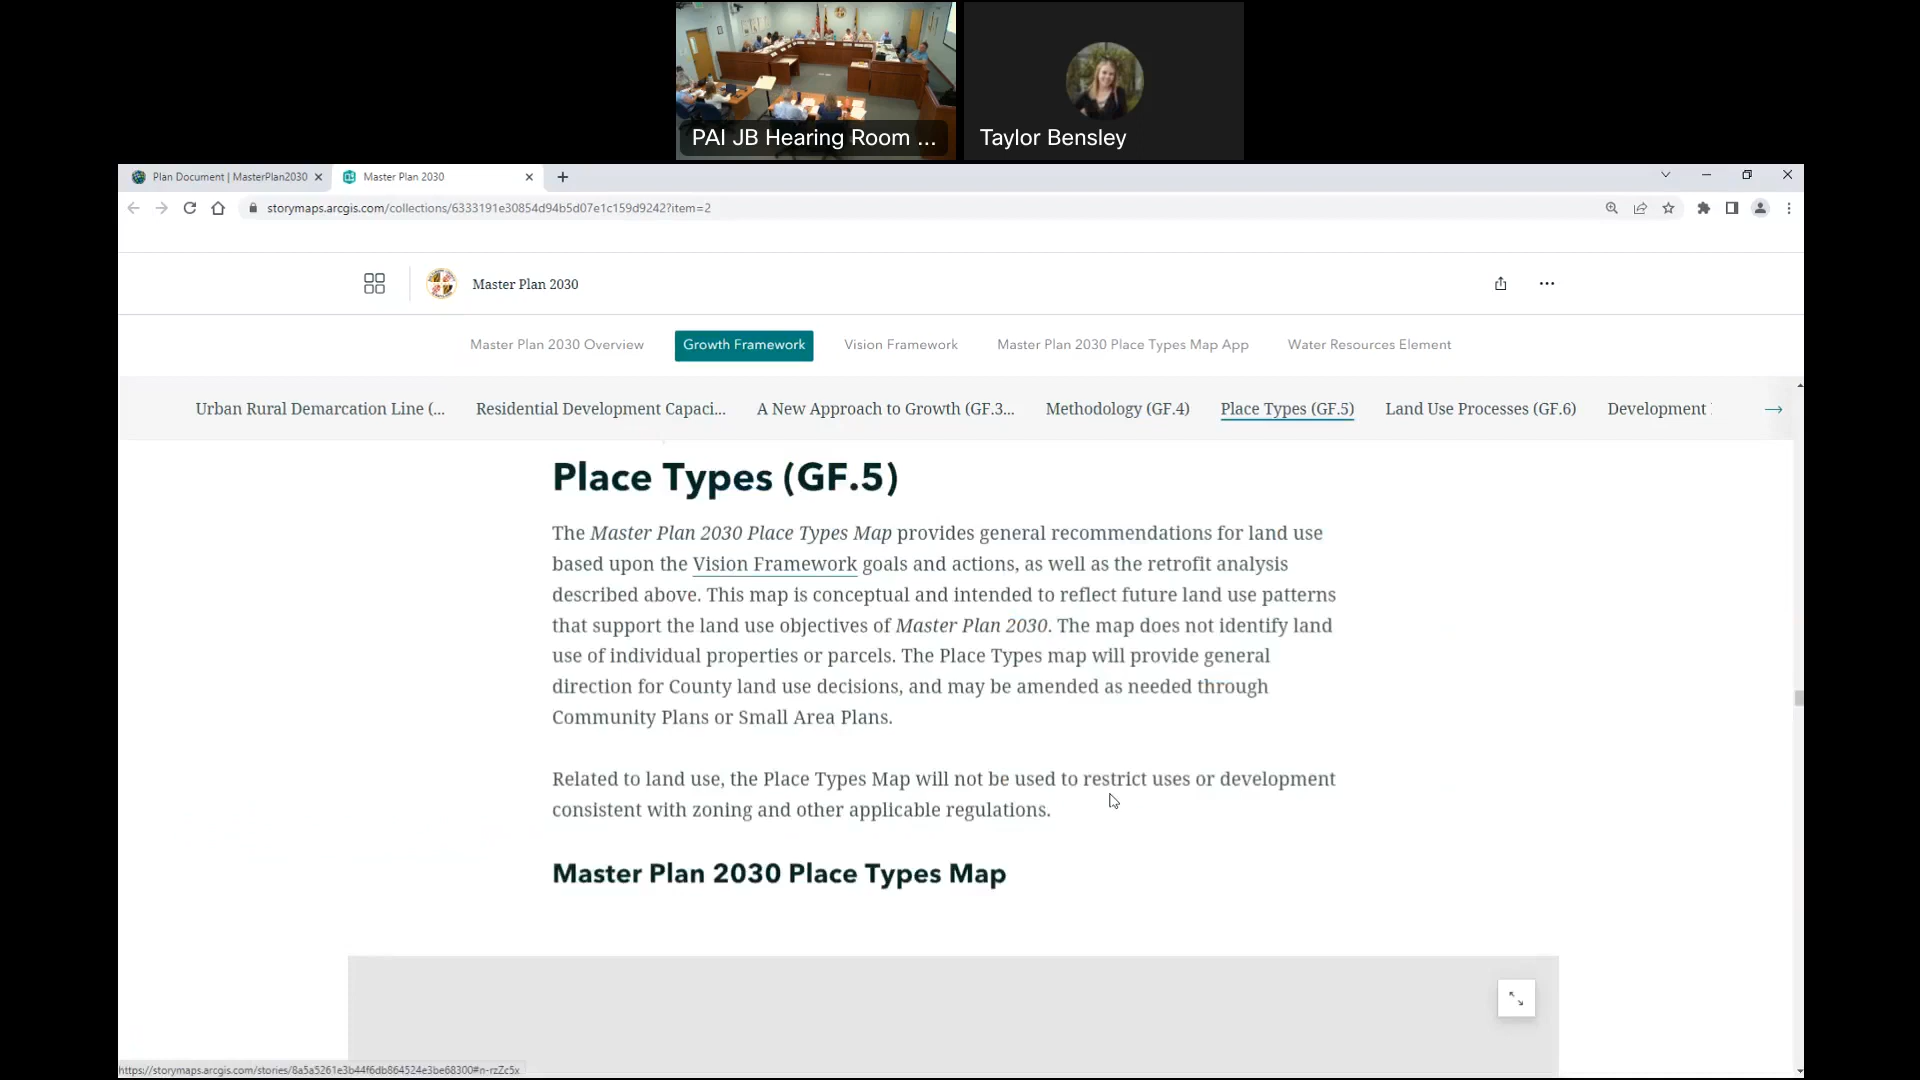 PAI JB Hearing Room ...
Taylor Bensley
Plan Document | MasterPlan2030
Master Plan 2030
storymaps.arcgis.com/collections/6333191e30854d94b5d07e1c159d9242?item=2
Master Plan 2030
Master Plan 2030 Overview
Growth Framework
Vision Framework
Master Plan 2030 Place Types Map App
Water Resources Element
Urban Rural Demarcation Line (...
Residential Development Capaci...
A New Approach to Growth (GF.3...
Methodology (GF.4)
Place Types (GF.5)
Land Use Processes (GF.6)
Development
Place Types (GF.5)
The Master Plan 2030 Place Types Map provides general recommendations for land use
based upon the Vision Framework goals and actions, as well as the retrofit analysis
described above. This map is conceptual and intended to reflect future land use patterns
that support the land use objectives of Master Plan 2030. The map does not identify land
use of individual properties or parcels. The Place Types map will provide general
direction for County land use decisions, and may be amended as needed through
Community Plans or Small Area Plans.
Related to land use, the Place Types Map will not be used to restrict uses or development
consistent with zoning and other applicable regulations.
Master Plan 2030 Place Types Map
https://storymaps.arcgis.com/stories/8a5a5261e3b44f6db864524e3be68300#n-rzZc5x